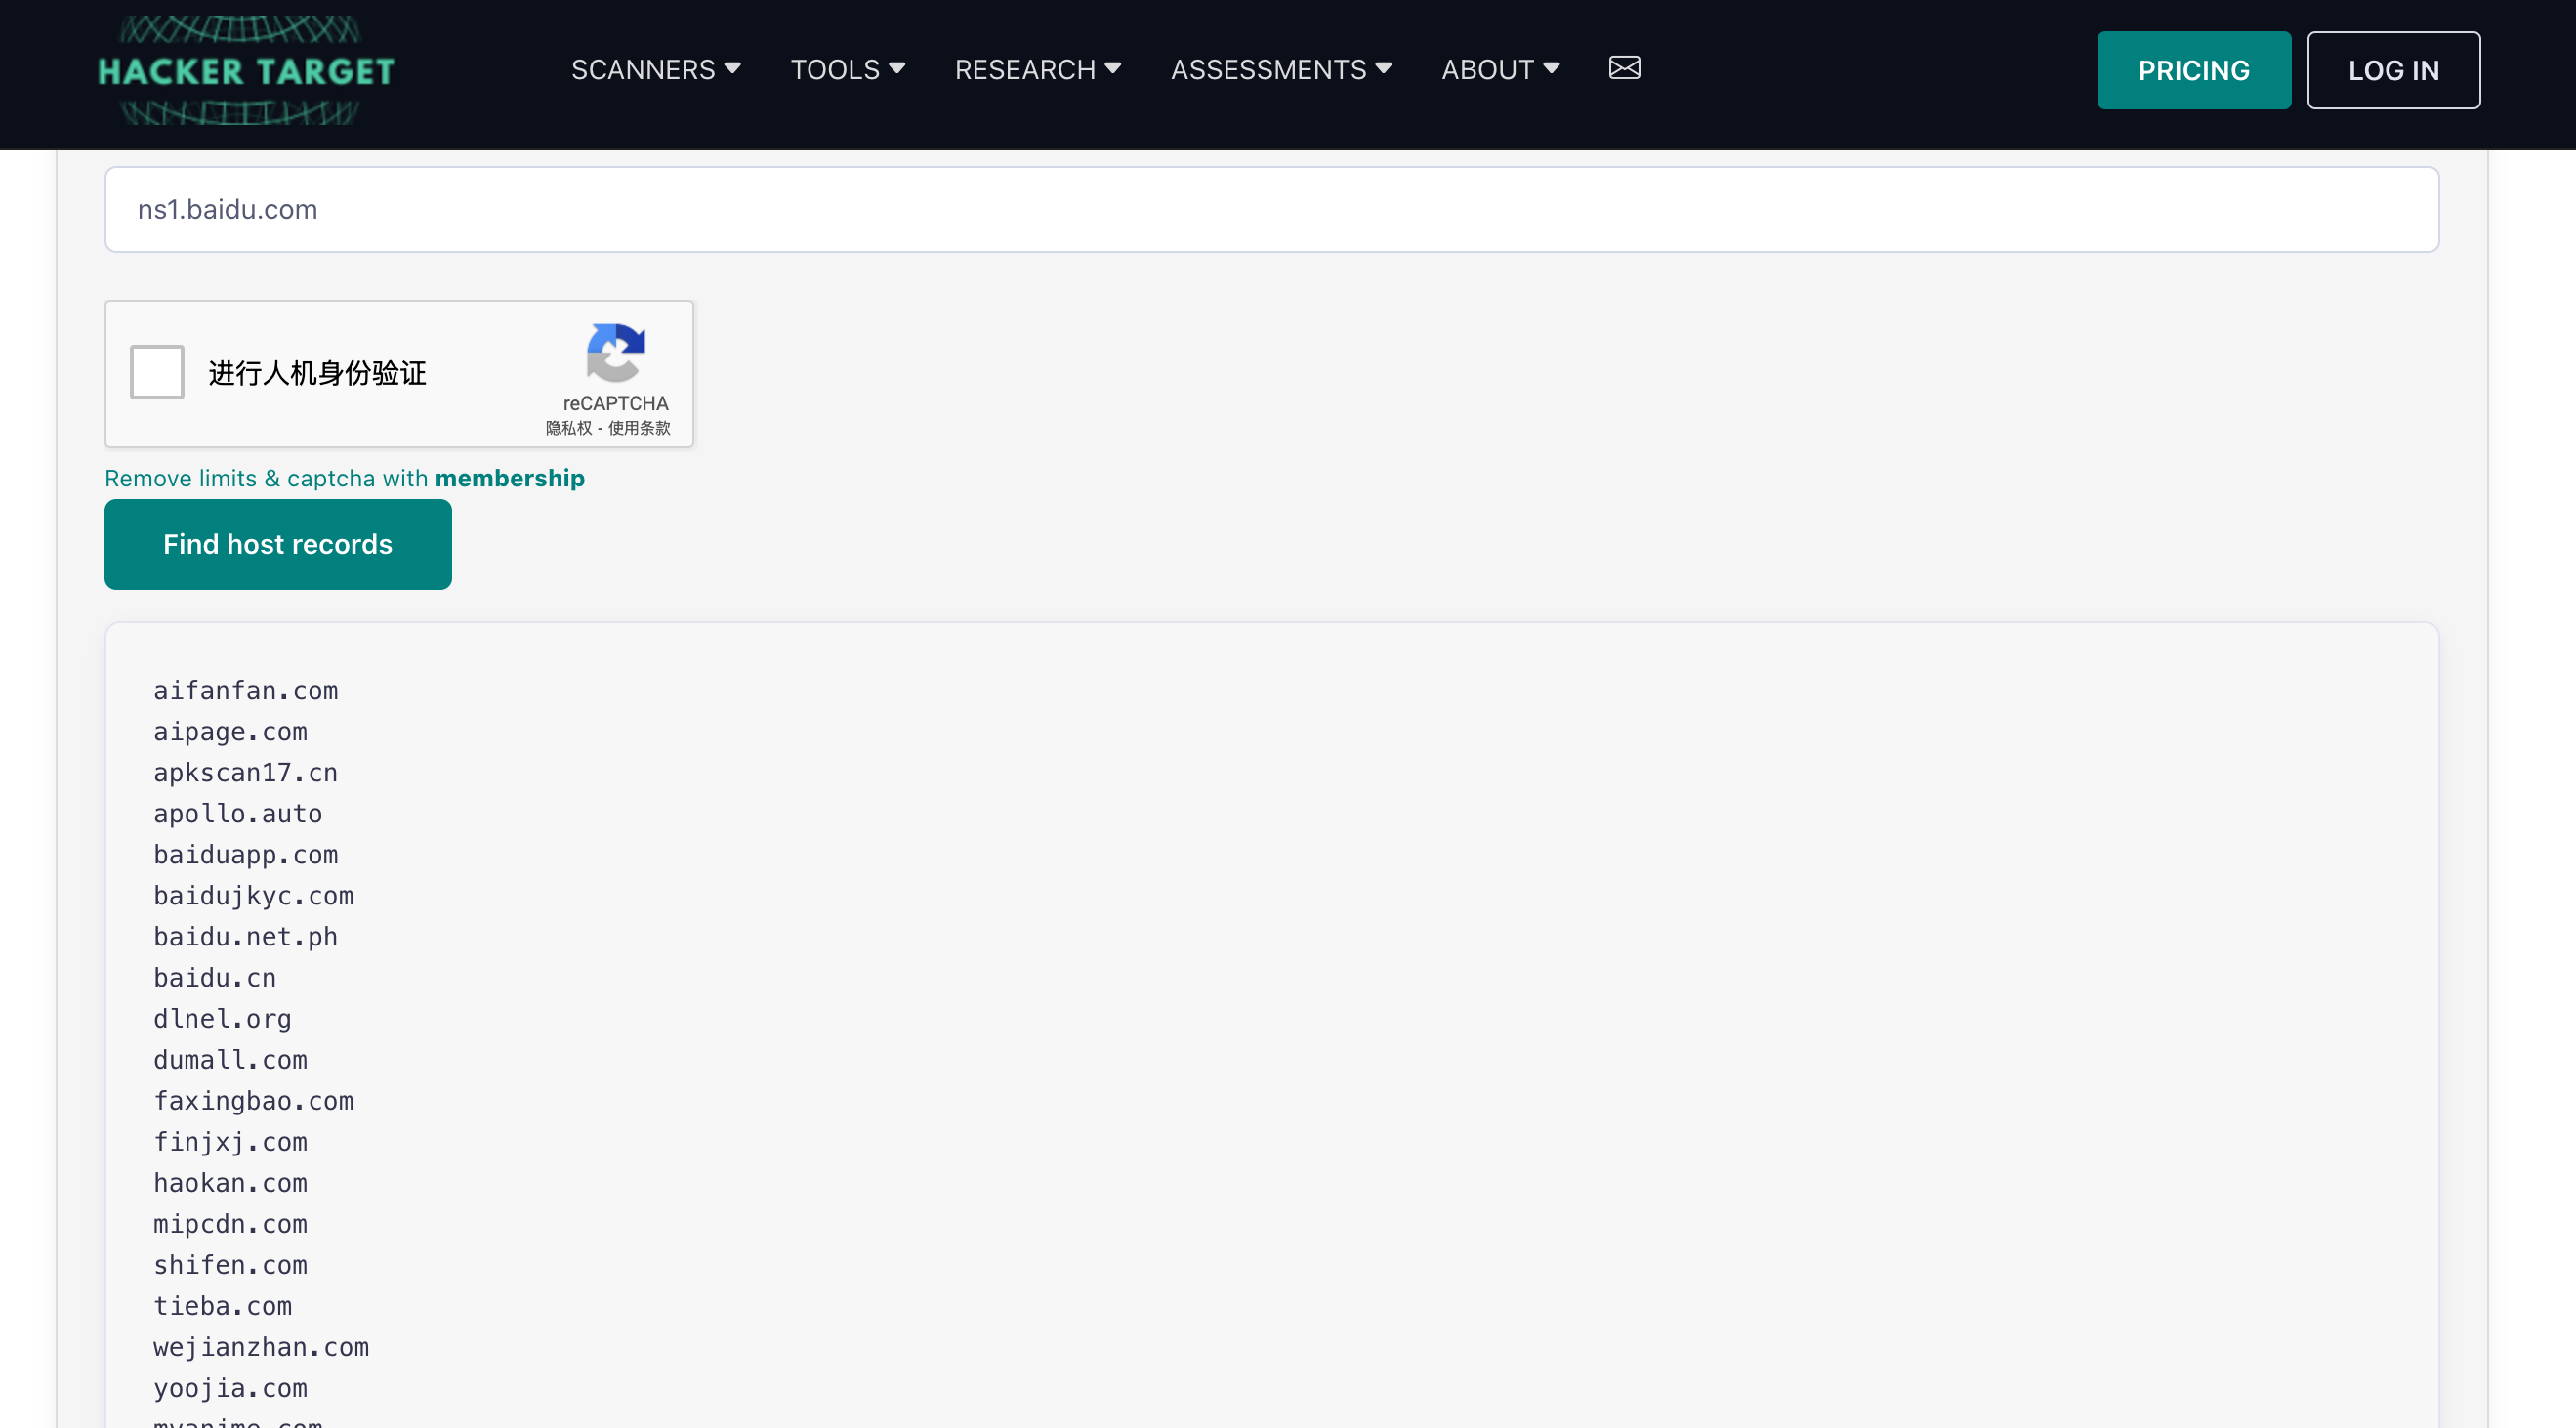 HACKER TARGET
SCANNERS TOOLS RESEARCH ASSESSMENTS ABOUT PRICING LOG IN
ns1.baidu.com
进行人机身份验证
reCAPTCHA
隐私权 - 使用条款
Remove limits & captcha with membership
Find host records
aifanfan.com
aipage.com
apkscan17.cn
apollo.auto
baiduapp.com
baidujkyc.com
baidu.net.ph
baidu.cn
dlnel.org
dumall.com
faxingbao.com
finjxj.com
haokan.com
mipcdn.com
shifen.com
tieba.com
wejianzhan.com
yoojia.com